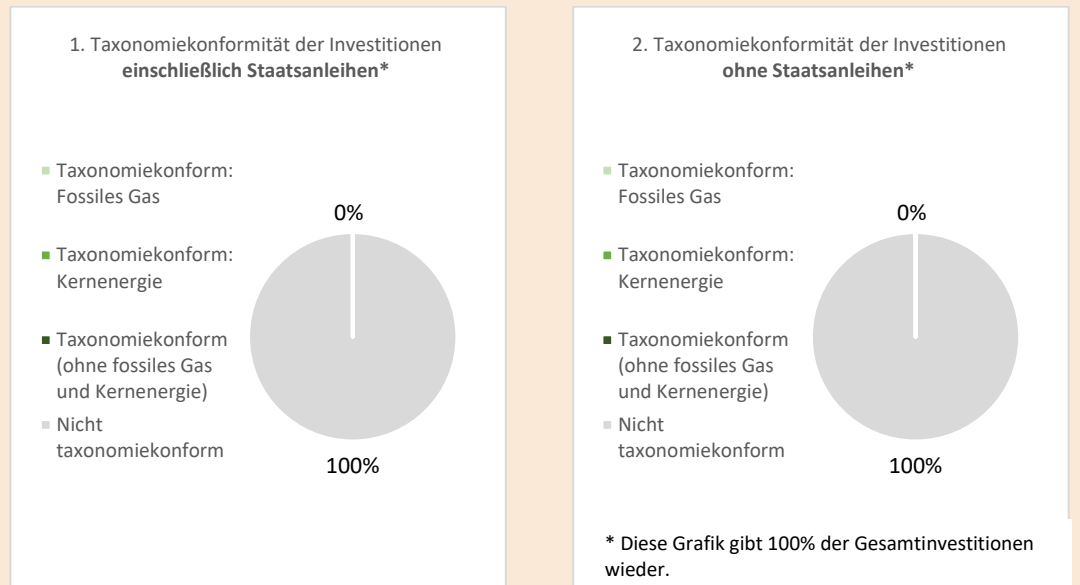 1. Taxonomiekonformität der Investitionen
einschließlich Staatsanleihen*
Taxonomiekonform:
Fossiles Gas
Taxonomiekonform:
Kernenergie
Taxonomiekonform
(ohne fossiles Gas
und Kernenergie)
Nicht
taxonomiekonform
0%
100%
2. Taxonomiekonformität der Investitionen
ohne Staatsanleihen*
Taxonomiekonform:
Fossiles Gas
Taxonomiekonform:
Kernenergie
Taxonomiekonform
(ohne fossiles Gas
und Kernenergie)
Nicht
taxonomiekonform
0%
100%
* Diese Grafik gibt 100% der Gesamtinvestitionen
wieder.